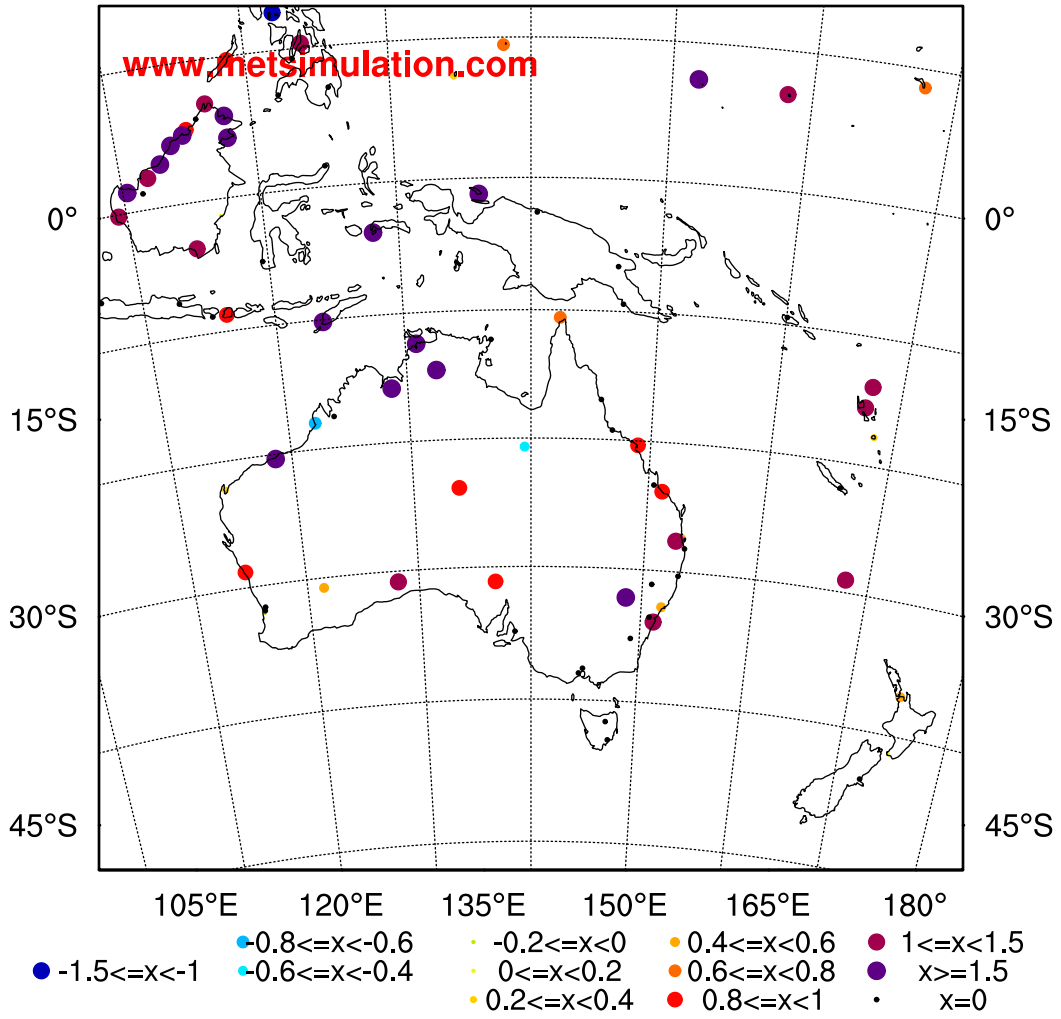 www.metsimulation.com
0° 0°
15°S 15°S
30°S 30°S
45°S 45°S
105°E 120°E 135°E 150°E 165°E 180°
-0.8<=x<-0.6 -0.2<=x<0 0.4<=x<0.6 1<=x<1.5
-1.5<=x<-1 -0.6<=x<-0.4 0<=x<0.2 0.6<=x<0.8 x>=1.5
0.2<=x<0.4 0.8<=x<1 x=0